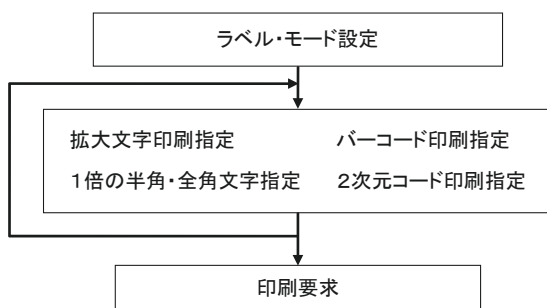 ラベル・モード設定
拡大文字印刷指定　バーコード印刷指定
1倍の半角・全角文字指定　2次元コード印刷指定
印刷要求